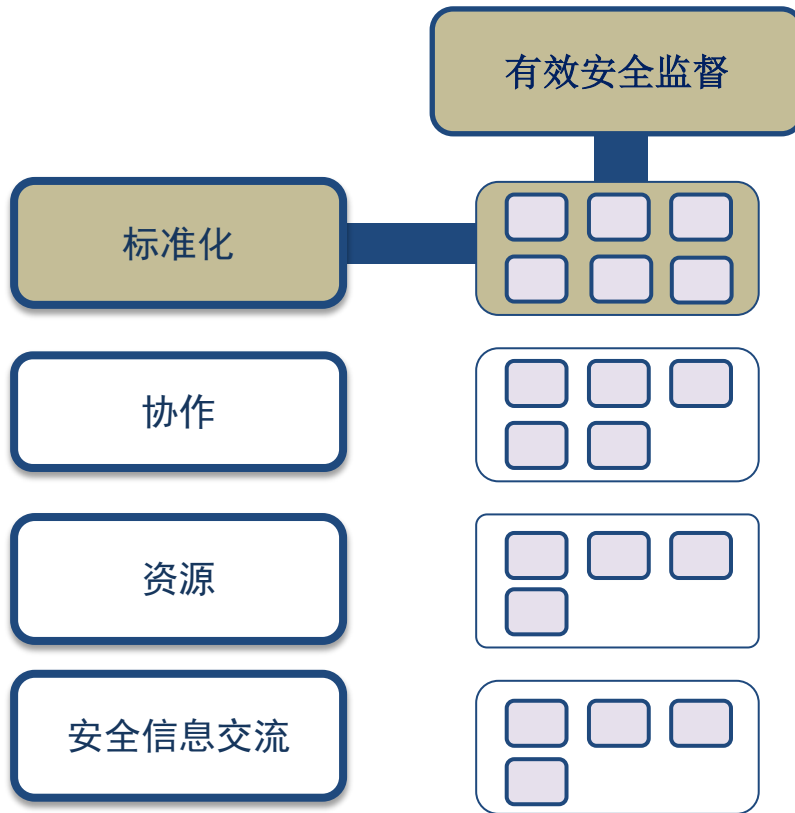 有效安全监督
标准化
协作
资源
安全信息交流